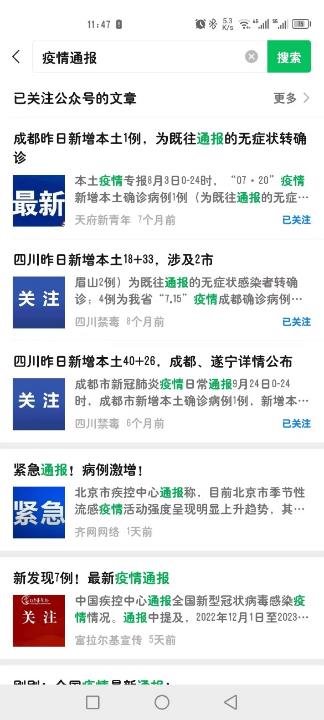 11:47
5.3
K/s
疫情通报
搜索
已关注公众号的文章
更多
成都昨日新增本土1例，为既往通报的无症状转确
诊
最新
本土疫情专报8月3日0-24时，“07·20”疫情
新增本土确诊病例1例（为既往通报的无症…
天府新青年 7个月前
已关注
四川昨日新增本土18+33，涉及2市
关注
眉山2例）为既往通报的无症状感染者转确
诊；4例为我省“7.15”疫情成都确诊病例…
四川禁毒 8个月前
已关注
四川昨日新增本土40+26，成都、遂宁详情公布
关注
成都市新冠肺炎疫情日常通报9月24日0-24
时，成都市新增本土确诊病例1例，新增本…
四川禁毒 6个月前
已关注
紧急通报！病例激增！
紧急
北京市疾控中心通报称，目前北京市季节性
流感疫情活动强度呈现明显上升趋势，其…
齐网网络 1天前
新发现7例！最新疫情通报
关注
中国疾控中心通报全国新型冠状病毒感染疫
情情况。通报中提及，2022年12月1日至2023…
富拉尔基宣传 5天前
刚刚：全国疫情最新通报：